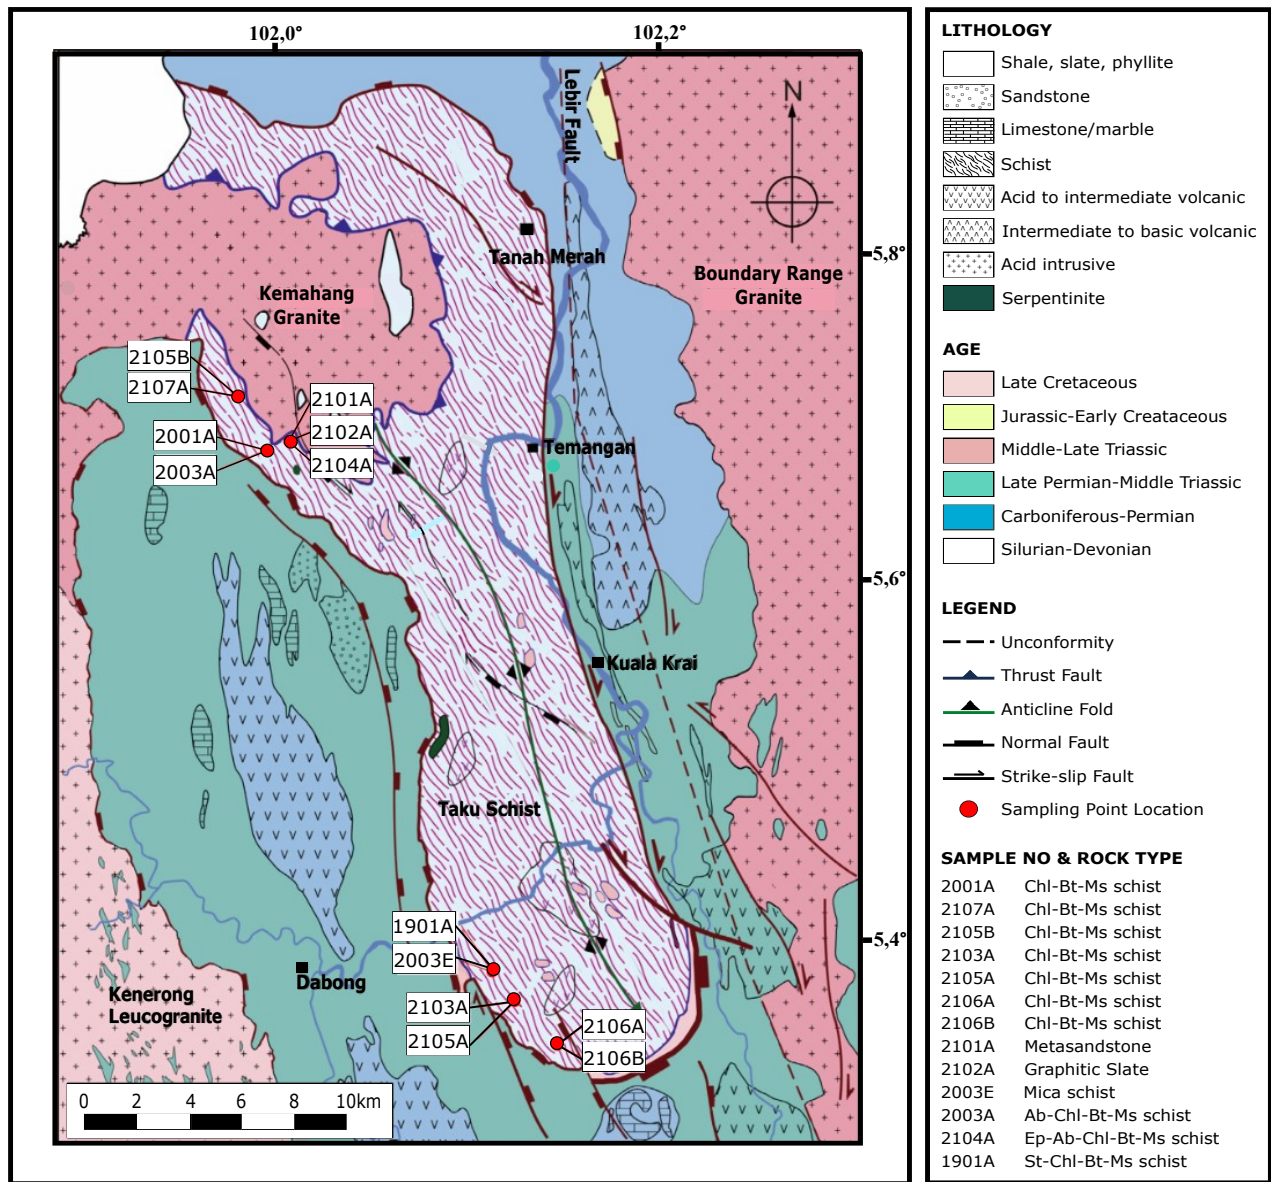 102,0°
102,2°
Lebir Fault
N
5,8°
Tanah Merah
Boundary Range
Granite
Kemahang
Granite
2105B
2107A
2101A
2001A
2102A
2003A
2104A
Temangan
5,6°
Kuala Krai
Taku Schist
5,4°
1901A
2003E
Dabong
Kenerong
Leucogranite
2103A
2105A
2106A
2106B
0 2 4 6 8 10km
LITHOLOGY
Shale, slate, phyllite
Sandstone
Limestone/marble
Schist
Acid to intermediate volcanic
Intermediate to basic volcanic
Acid intrusive
Serpentinite
AGE
Late Cretaceous
Jurassic-Early Creataceous
Middle-Late Triassic
Late Permian-Middle Triassic
Carboniferous-Permian
Silurian-Devonian
LEGEND
Unconformity
Thrust Fault
Anticline Fold
Normal Fault
Strike-slip Fault
Sampling Point Location
SAMPLE NO & ROCK TYPE
2001A Chl-Bt-Ms schist
2107A Chl-Bt-Ms schist
2105B Chl-Bt-Ms schist
2103A Chl-Bt-Ms schist
2105A Chl-Bt-Ms schist
2106A Chl-Bt-Ms schist
2106B Chl-Bt-Ms schist
2101A Metasandstone
2102A Graphitic Slate
2003E Mica schist
2003A Ab-Chl-Bt-Ms schist
2104A Ep-Ab-Chl-Bt-Ms schist
1901A St-Chl-Bt-Ms schist